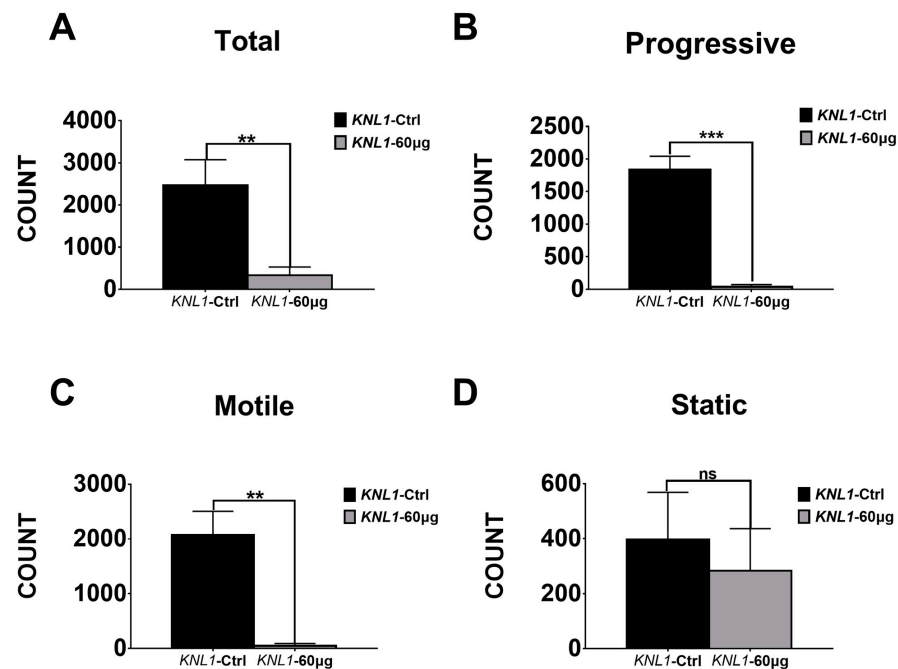 A
Total
4000
3000
2000
1000
0
COUNT
**
KNL1-Ctrl
KNL1-60µg
KNL1-Ctrl KNL1-60µg
B
Progressive
2500
2000
1500
1000
500
0
COUNT
***
KNL1-Ctrl
KNL1-60µg
KNL1-Ctrl KNL1-60µg
C
Motile
3000
2000
1000
0
COUNT
**
KNL1-Ctrl
KNL1-60µg
KNL1-Ctrl KNL1-60µg
D
Static
600
400
200
0
COUNT
ns
KNL1-Ctrl
KNL1-60µg
KNL1-Ctrl KNL1-60µg